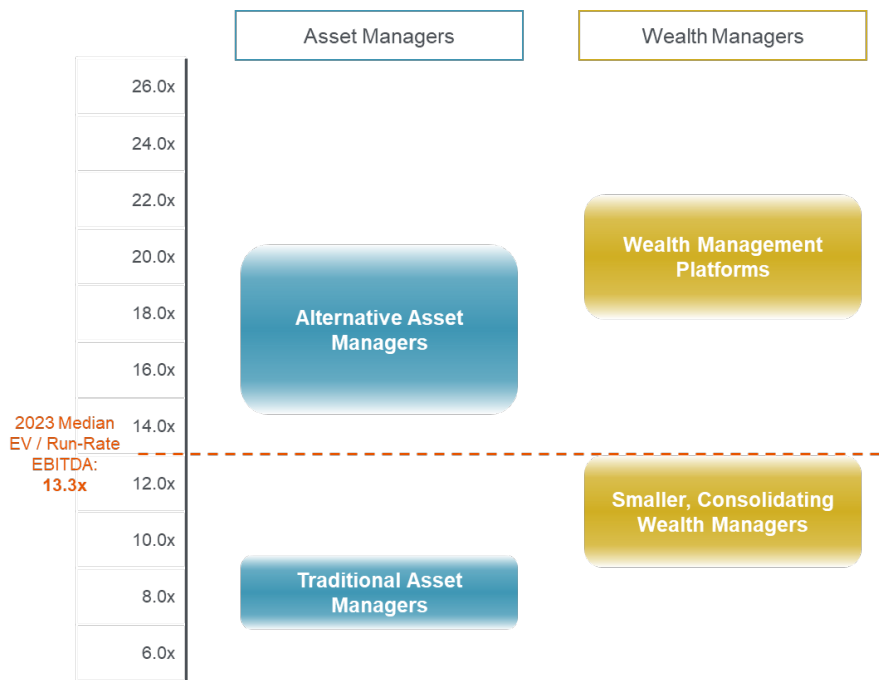 Asset Managers
Wealth Managers
26.0x
24.0x
22.0x
20.0x
18.0x
16.0x
14.0x
12.0x
10.0x
8.0x
6.0x
2023 Median
EV / Run-Rate
EBITDA:
13.3x
Alternative Asset
Managers
Traditional Asset
Managers
Wealth Management
Platforms
Smaller, Consolidating
Wealth Managers